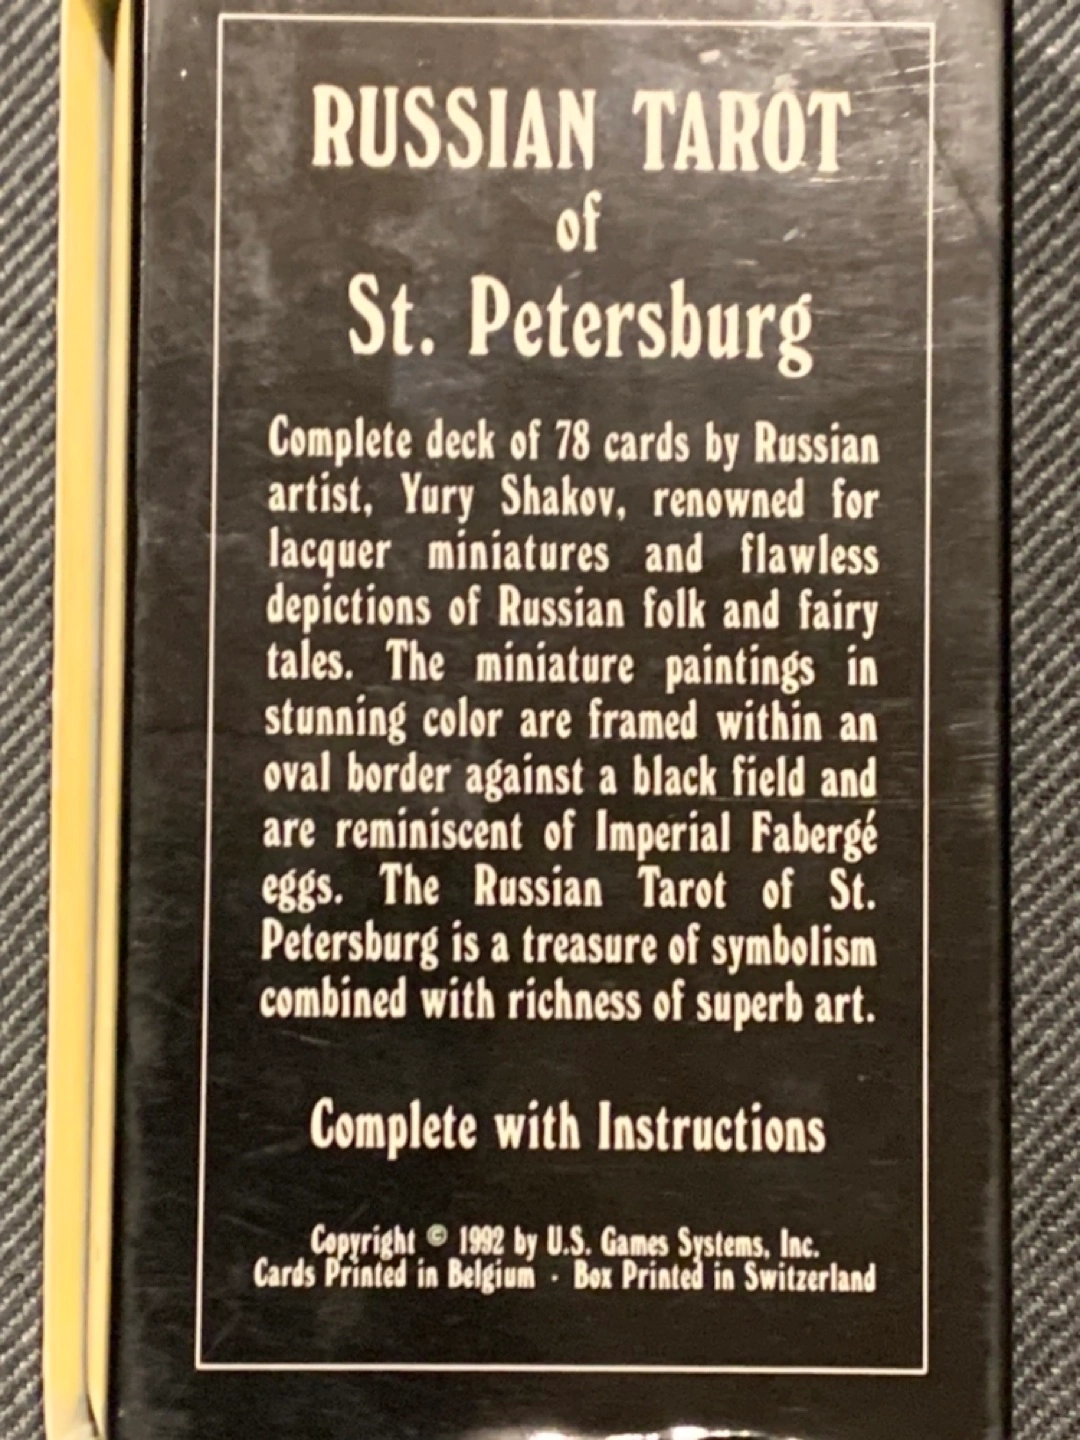 RUSSIAN TAROT
of
St. Petersburg
Complete deck of 78 cards by Russian
artist, Yury Shakov, renowned for
lacquer miniatures and flawless
depictions of Russian folk and fairy
tales. The miniature paintings in
stunning color are framed within an
oval border against a black field and
are reminiscent of Imperial Fabergé
eggs. The Russian Tarot of St.
Petersburg is a treasure of symbolism
combined with richness of superb art.
Complete with Instructions
Copyright © 1992 by U.S. Games Systems, Inc.
Cards Printed in Belgium · Box Printed in Switzerland